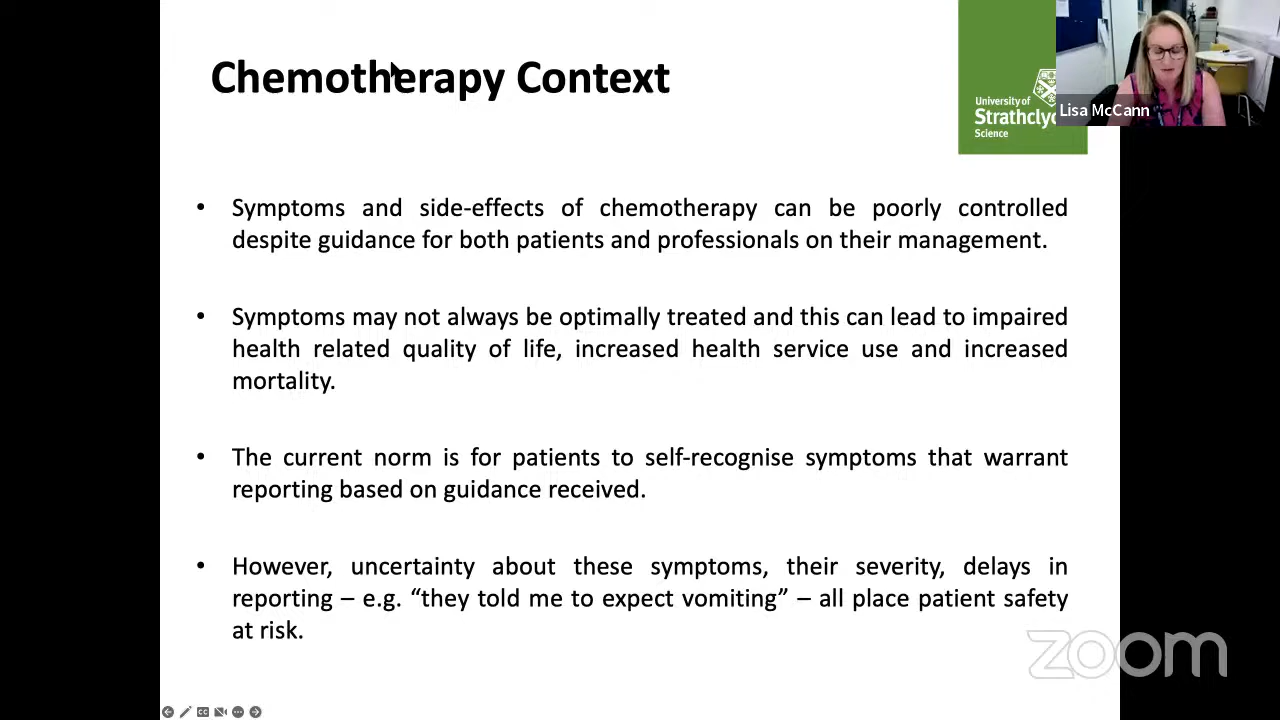 Chemotherapy Context
University of
Strathcly
Science
Lisa McCann
• Symptoms and side-effects of chemotherapy can be poorly controlled
despite guidance for both patients and professionals on their management.
• Symptoms may not always be optimally treated and this can lead to impaired
health related quality of life, increased health service use and increased
mortality.
• The current norm is for patients to self-recognise symptoms that warrant
reporting based on guidance received.
• However, uncertainty about these symptoms, their severity, delays in
reporting – e.g. “they told me to expect vomiting” – all place patient safety
at risk.
zoom
CC